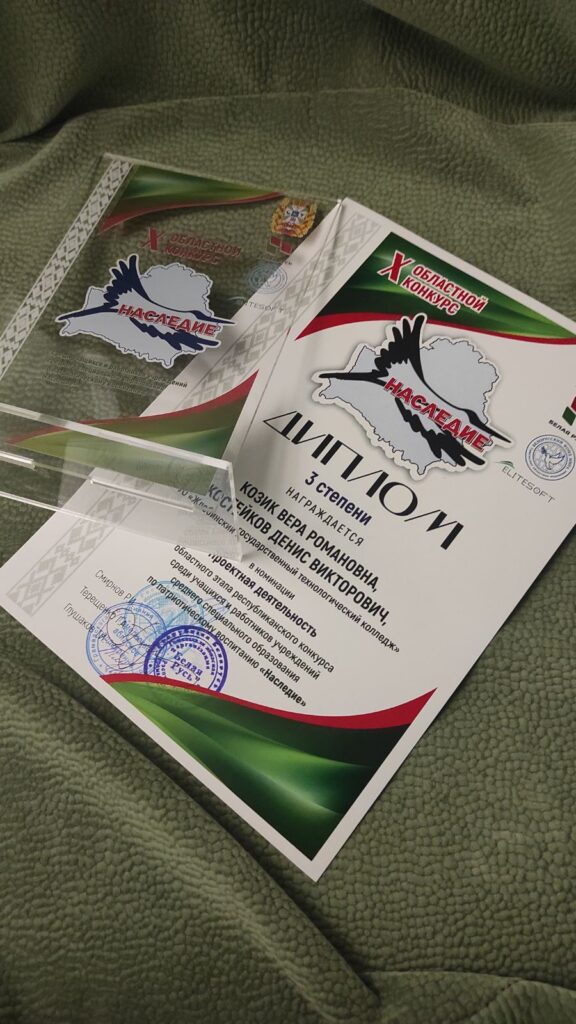 X ОБЛАСТНОЙ
КОНКУРС
НАСЛЕДИЕ
ELITESOFT
X ОБЛАСТНОЙ
КОНКУРС
НАСЛЕДИЕ
БЕЛАЯ
ELITESOFT
ДИПЛОМ
3 степени
НАГРАЖДАЕТСЯ
КОЗИК ВЕРА РОМАНОВНА,
ДЕНИС ВИКТОРОВИЧ,
государственный технологический колледж»
в номинации
Проектная деятельность
областного этапа республиканского конкурса
среди учащихся и работников учреждений
среднего специального образования
по патриотическому воспитанию «Наследие»
Смирнов
Белая
Русь